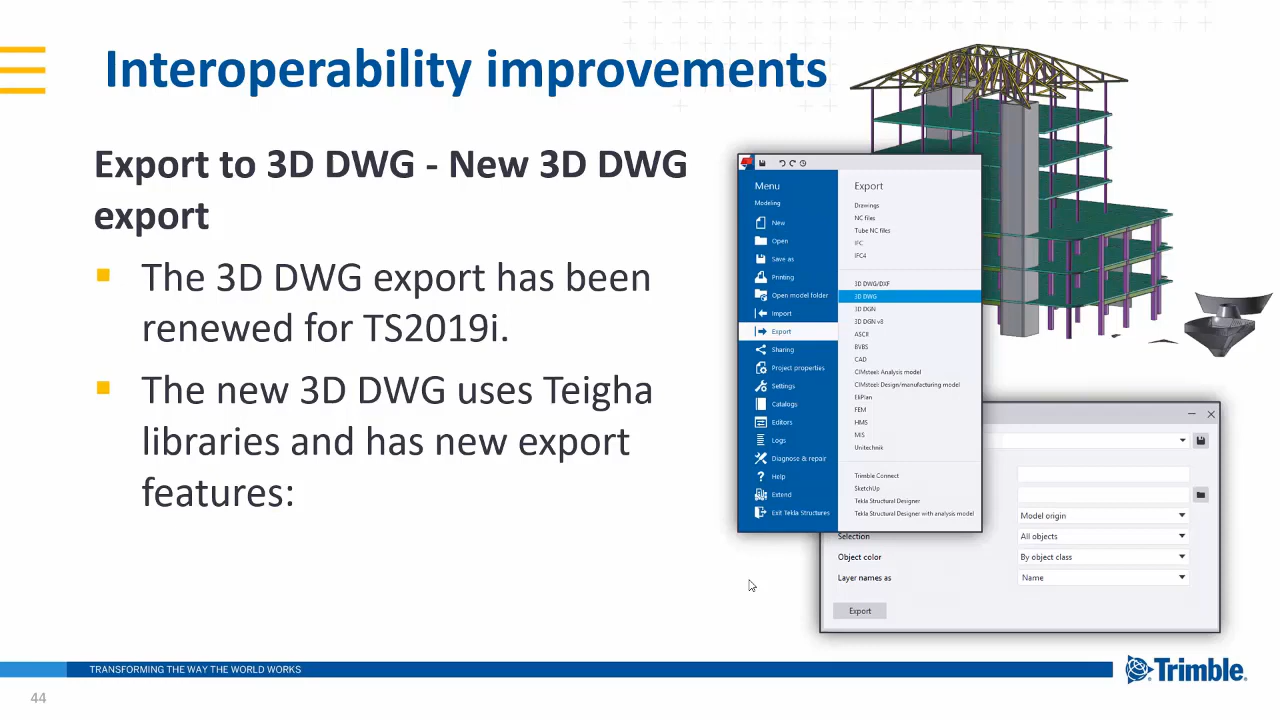 Interoperability improvements
Export to 3D DWG - New 3D DWG
export
The 3D DWG export has been
renewed for TS2019i.
The new 3D DWG uses Teigha
libraries and has new export
features:
Menu
Modeling
New
Open
Save as
Printing
Open model folder
Import
Export
Sharing
Project properties
Settings
Catalogs
Editors
Logs
Diagnose & repair
Help
Extend
Exit Tekla Structures
Export
Drawings
NC files
Tube NC files
IFC
IFC4
3D DWG/DXF
3D DWG
3D DGN
3D DGN v8
ASCII
BVBS
CAD
CIMsteel: Analysis model
CIMsteel: Design/manufacturing model
EliPlan
FEM
HMS
MIS
Unitechnik
Trimble Connect
SketchUp
Tekla Structural Designer
Tekla Structural Designer with analysis model
Model origin
Selection
All objects
Object color
By object class
Layer names as
Name
Export
TRANSFORMING THE WAY THE WORLD WORKS
Trimble
44